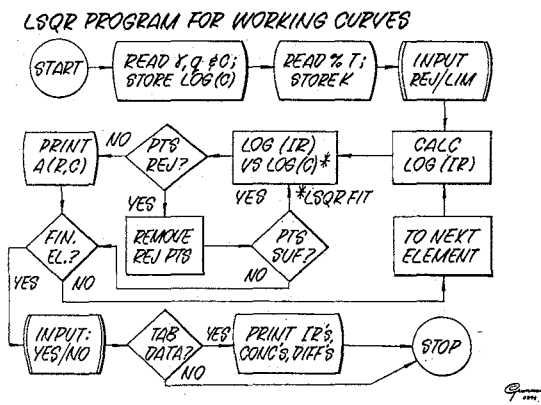 LSQR PROGRAM FOR WORKING CURVES
START
READ γ, q & C;
STORE LOG(C)
READ % T;
STORE K
INPUT
REJ/LIM
PRINT
A(R,C)
NO
PTS
REJ?
LOG (IR)
VS LOG(C)*
CALC
LOG (IR)
YES
YES
*LSQR FIT
FIN.
EL.?
REMOVE
REJ PTS
PTS
SUF.?
TO NEXT
ELEMENT
YES
NO
NO
INPUT:
YES/NO
TAB
DATA?
YES
PRINT IR'S,
CONC'S, DIFF'S
STOP
NO